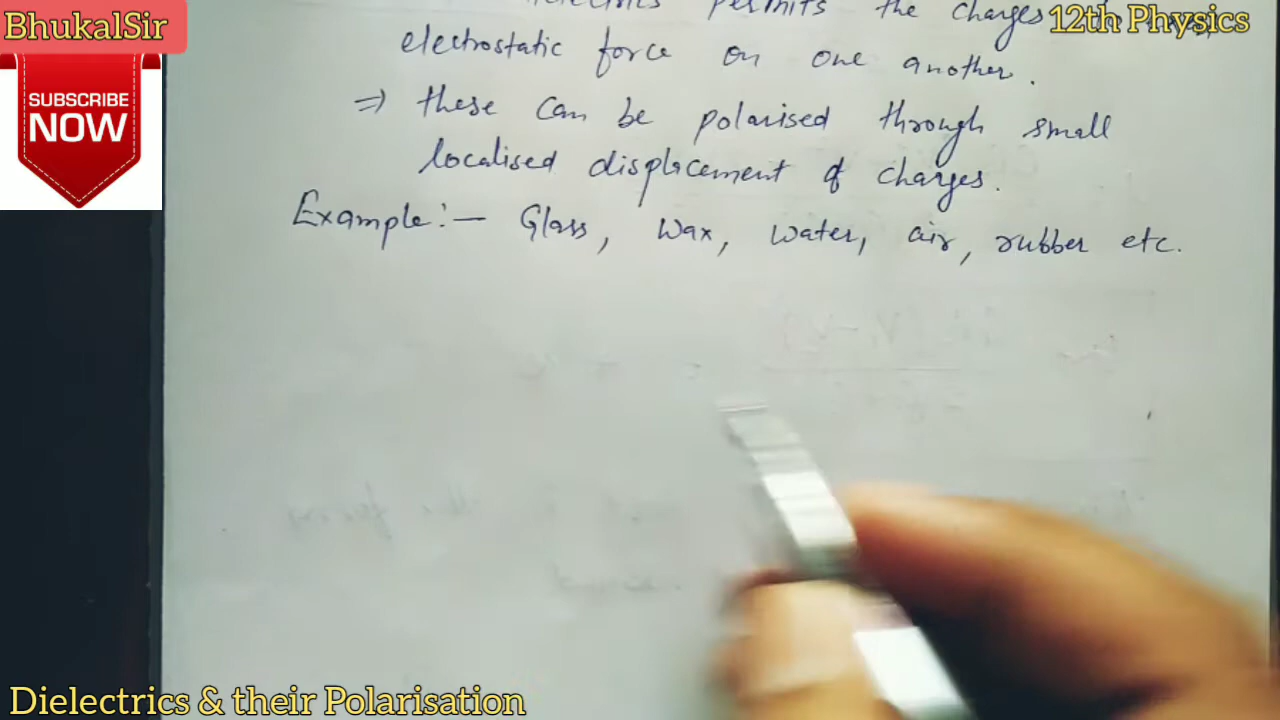 BhukalSir
12th Physics
SUBSCRIBE
NOW
permits the charges
electrostatic force on one another.
⇒ these can be polarised through small
localised displacement of charges.
Example:— Glass, wax, water, air, rubber etc.
Dielectrics & their Polarisation